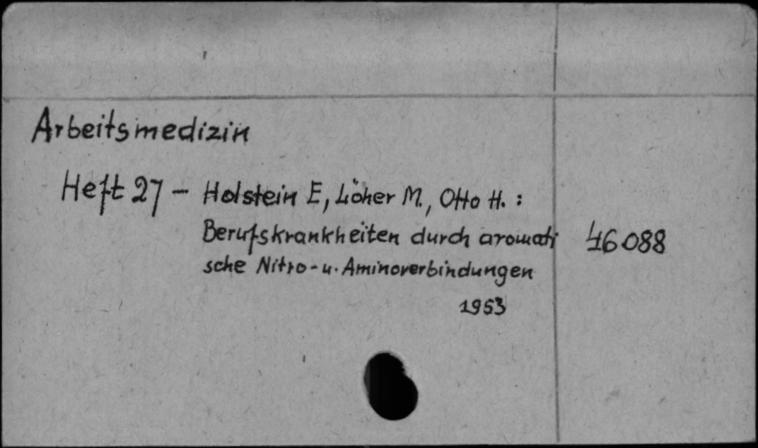 Arbeitsmedizin
Heft 27 - Holstein E, Löher M., Otto H. :
Berufskrankheiten durch aromati 46088
sche Nitro- u. Aminoverbindungen
1953